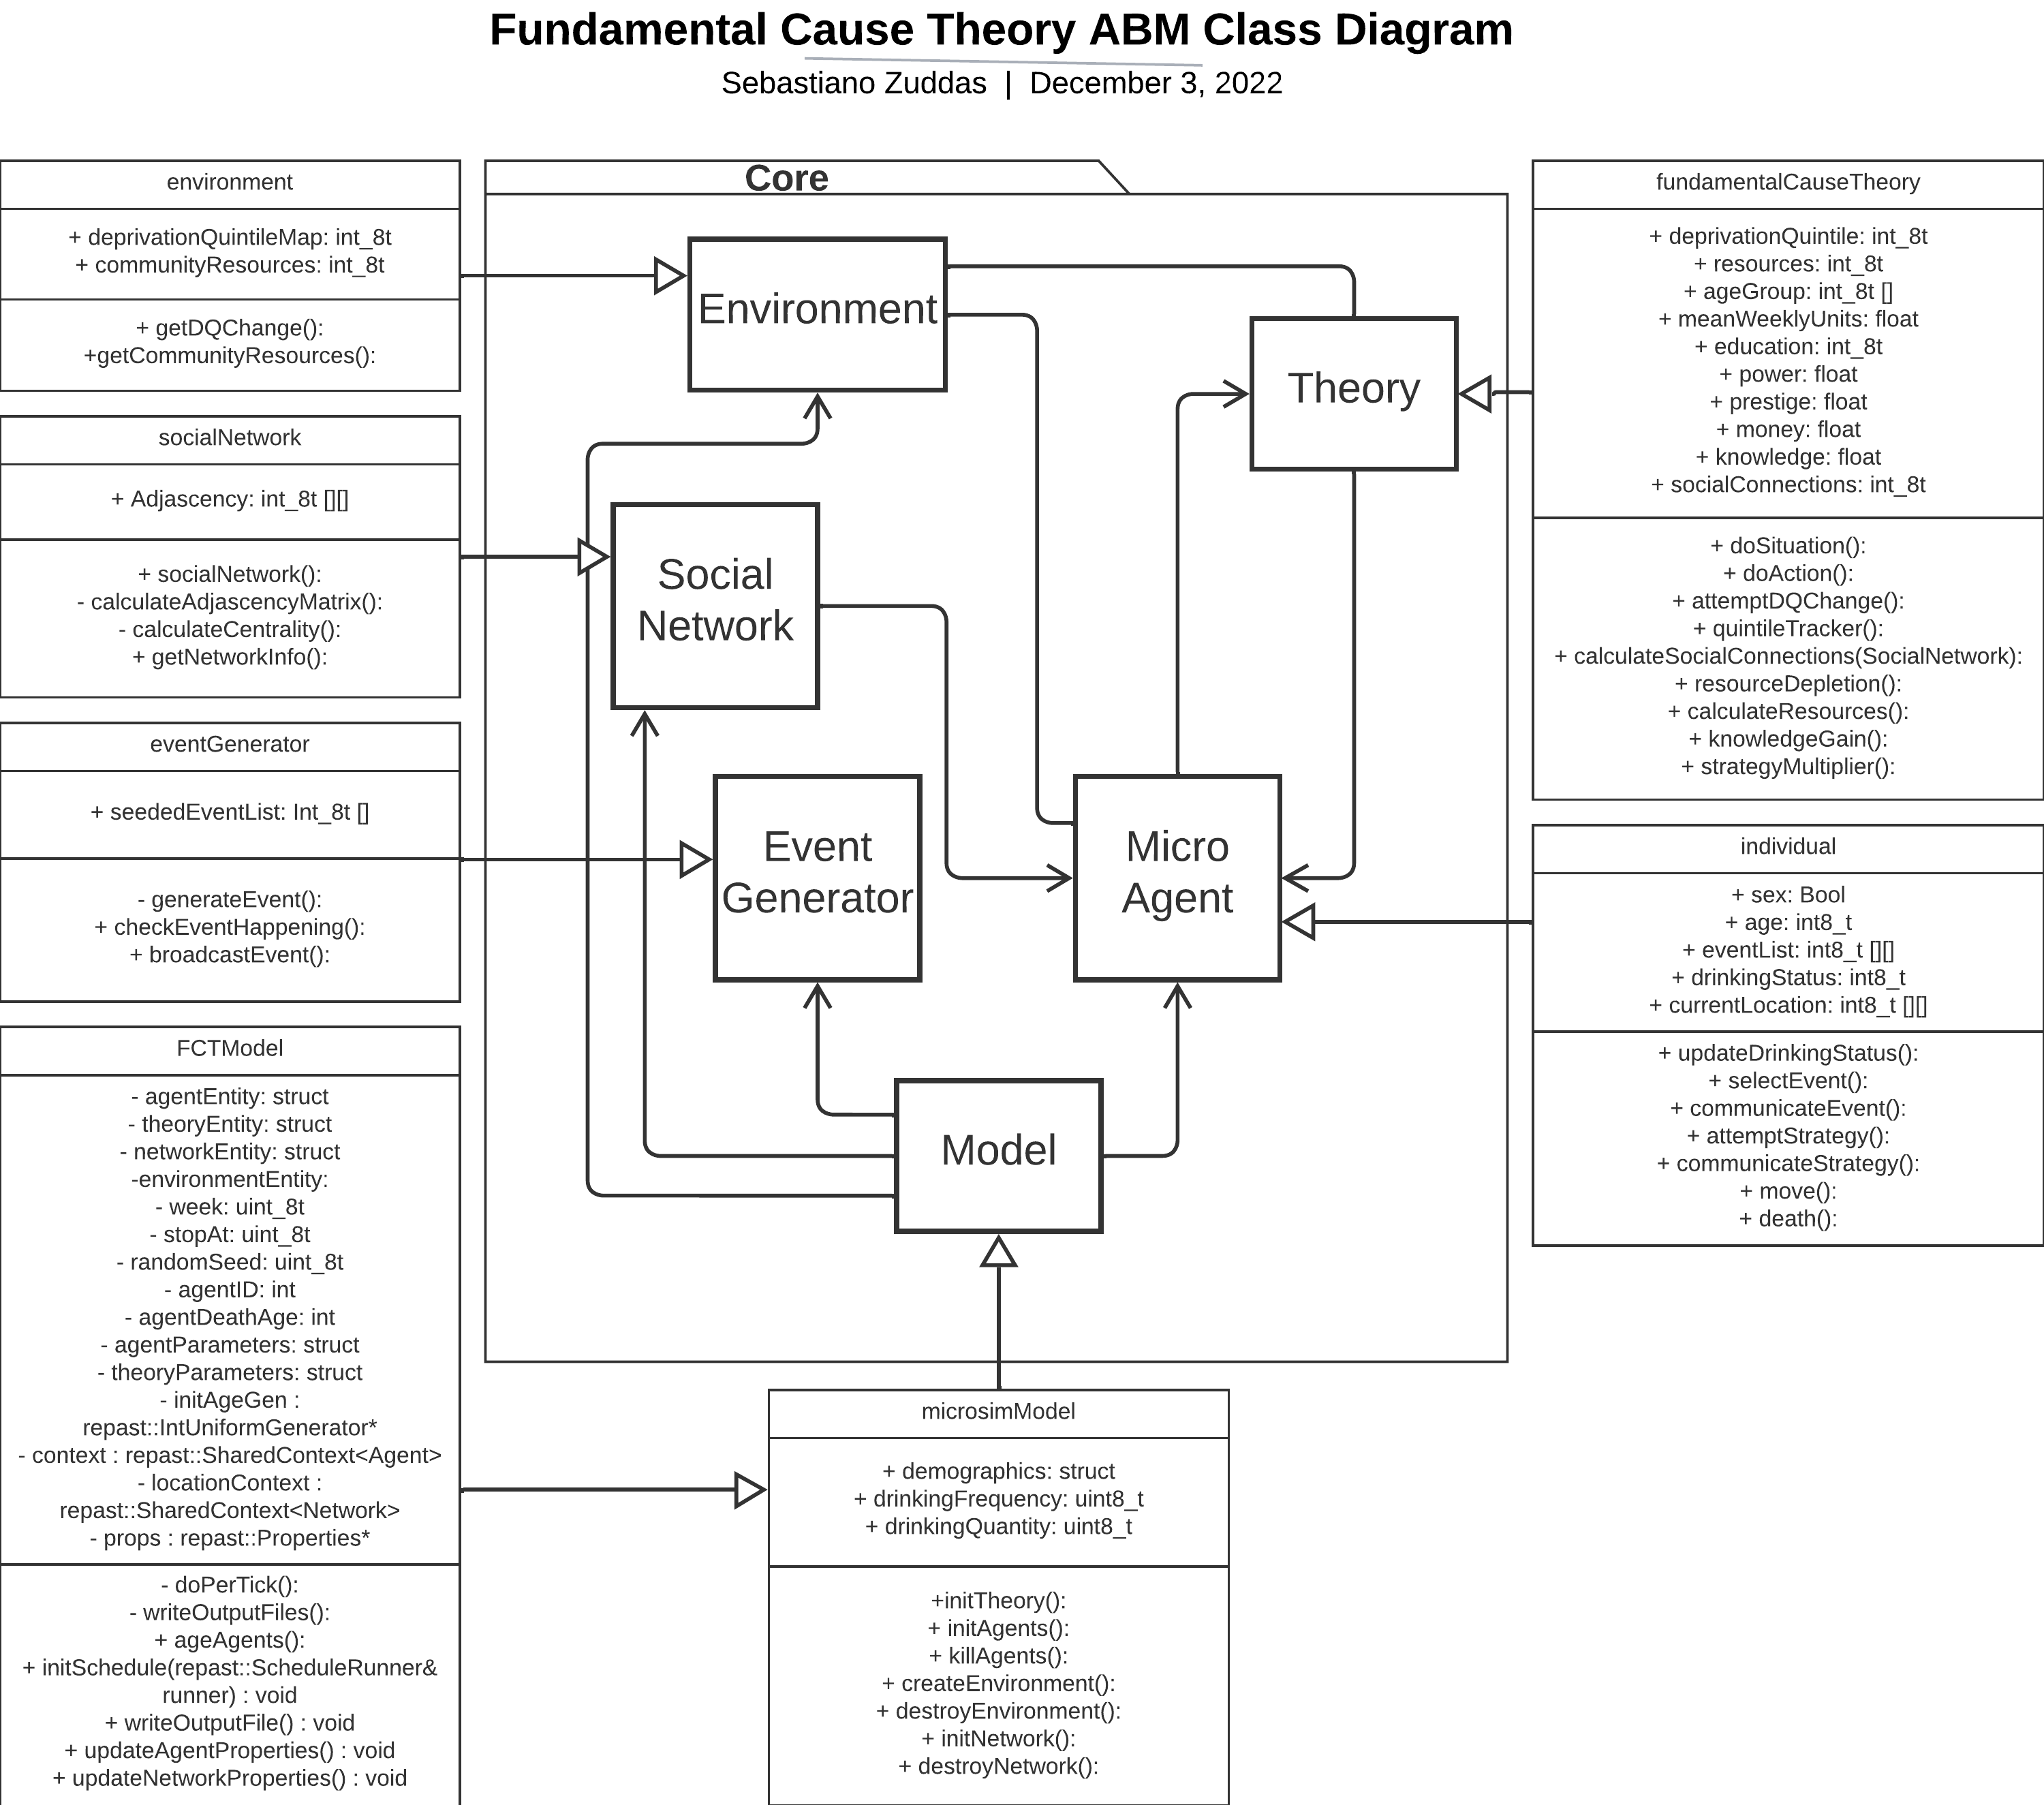 Fundamental Cause Theory ABM Class Diagram
Sebastiano Zuddas | December 3, 2022
environment
+ deprivationQuintileMap: int_8t
+ communityResources: int_8t
+ getDQChange():
+getCommunityResources():
socialNetwork
+ Adjascency: int_8t [][]
+ socialNetwork():
- calculateAdjascencyMatrix():
- calculateCentrality():
+ getNetworkInfo():
eventGenerator
+ seededEventList: Int_8t []
- generateEvent():
+ checkEventHappening():
+ broadcastEvent():
FCTModel
- agentEntity: struct
- theoryEntity: struct
- networkEntity: struct
-environmentEntity:
- week: uint_8t
- stopAt: uint_8t
- randomSeed: uint_8t
- agentID: int
- agentDeathAge: int
- agentParameters: struct
- theoryParameters: struct
- initAgeGen :
repast::IntUniformGenerator*
- context : repast::SharedContext<Agent>
- locationContext :
repast::SharedContext<Network>
- props : repast::Properties*
- doPerTick():
- writeOutputFiles():
+ ageAgents():
+ initSchedule(repast::ScheduleRunner&
runner) : void
+ writeOutputFile() : void
+ updateAgentProperties() : void
+ updateNetworkProperties() : void
Core
Environment
Theory
Social
Network
Event
Generator
Micro
Agent
Model
microsimModel
+ demographics: struct
+ drinkingFrequency: uint8_t
+ drinkingQuantity: uint8_t
+initTheory():
+ initAgents():
+ killAgents():
+ createEnvironment():
+ destroyEnvironment():
+ initNetwork():
+ destroyNetwork():
fundamentalCauseTheory
+ deprivationQuintile: int_8t
+ resources: int_8t
+ ageGroup: int_8t []
+ meanWeeklyUnits: float
+ education: int_8t
+ power: float
+ prestige: float
+ money: float
+ knowledge: float
+ socialConnections: int_8t
+ doSituation():
+ doAction():
+ attemptDQChange():
+ quintileTracker():
+ calculateSocialConnections(SocialNetwork):
+ resourceDepletion():
+ calculateResources():
+ knowledgeGain():
+ strategyMultiplier():
individual
+ sex: Bool
+ age: int8_t
+ eventList: int8_t [][]
+ drinkingStatus: int8_t
+ currentLocation: int8_t [][]
+ updateDrinkingStatus():
+ selectEvent():
+ communicateEvent():
+ attemptStrategy():
+ communicateStrategy():
+ move():
+ death():